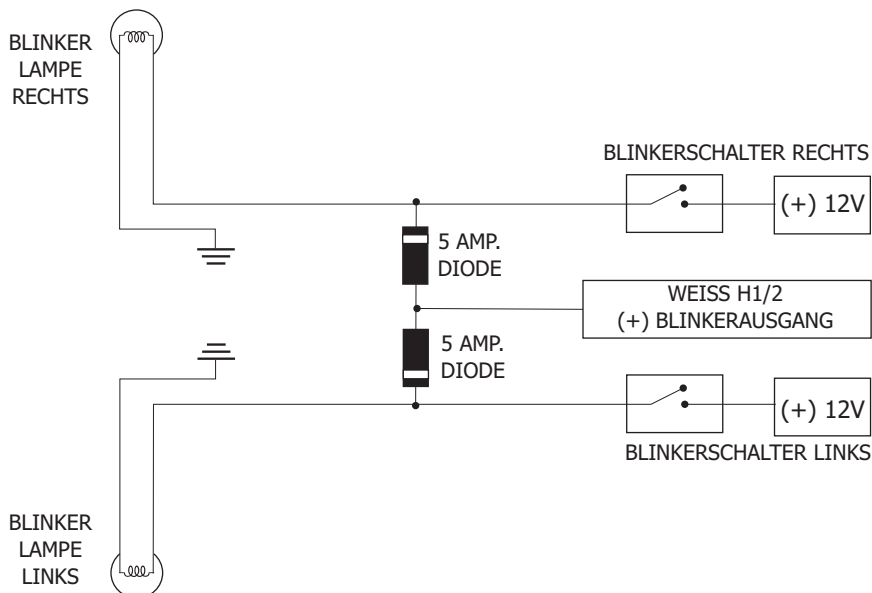 BLINKER
LAMPE
RECHTS
BLINKERSCHALTER RECHTS
(+) 12V
5 AMP.
DIODE
WEISS H1/2
(+) BLINKERAUSGANG
5 AMP.
DIODE
(+) 12V
BLINKERSCHALTER LINKS
BLINKER
LAMPE
LINKS